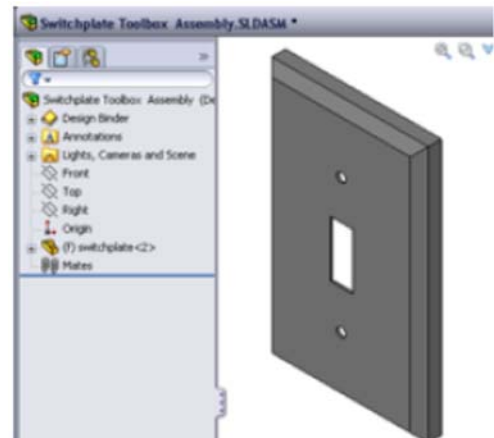 Switchplate Toolbox Assembly.SLDASM *
»
Switchplate Toolbox Assembly (De
Design Binder
Annotations
Lights, Cameras and Scene
Front
Top
Right
Origin
(f) switchplate<2>
Mates